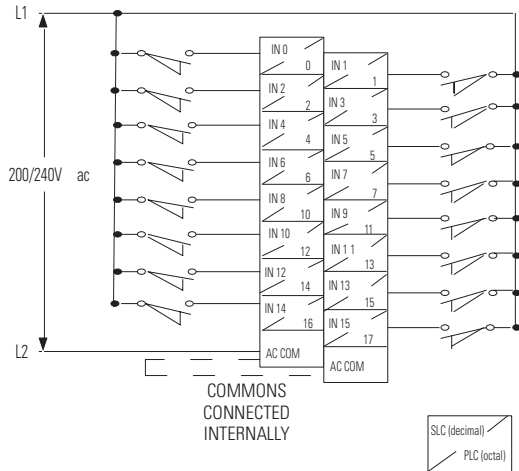 L1
IN 0
0
IN 1
1
IN 2
2
IN 3
3
IN 4
4
IN 5
5
IN 6
6
IN 7
7
200/240V ac
IN 8
10
IN 9
11
IN 10
12
IN 1 1
13
IN 12
14
IN 13
15
IN 14
16
IN 15
17
L2
AC COM
AC COM
COMMONS
CONNECTED
INTERNALLY
SLC (decimal)
PLC (octal)